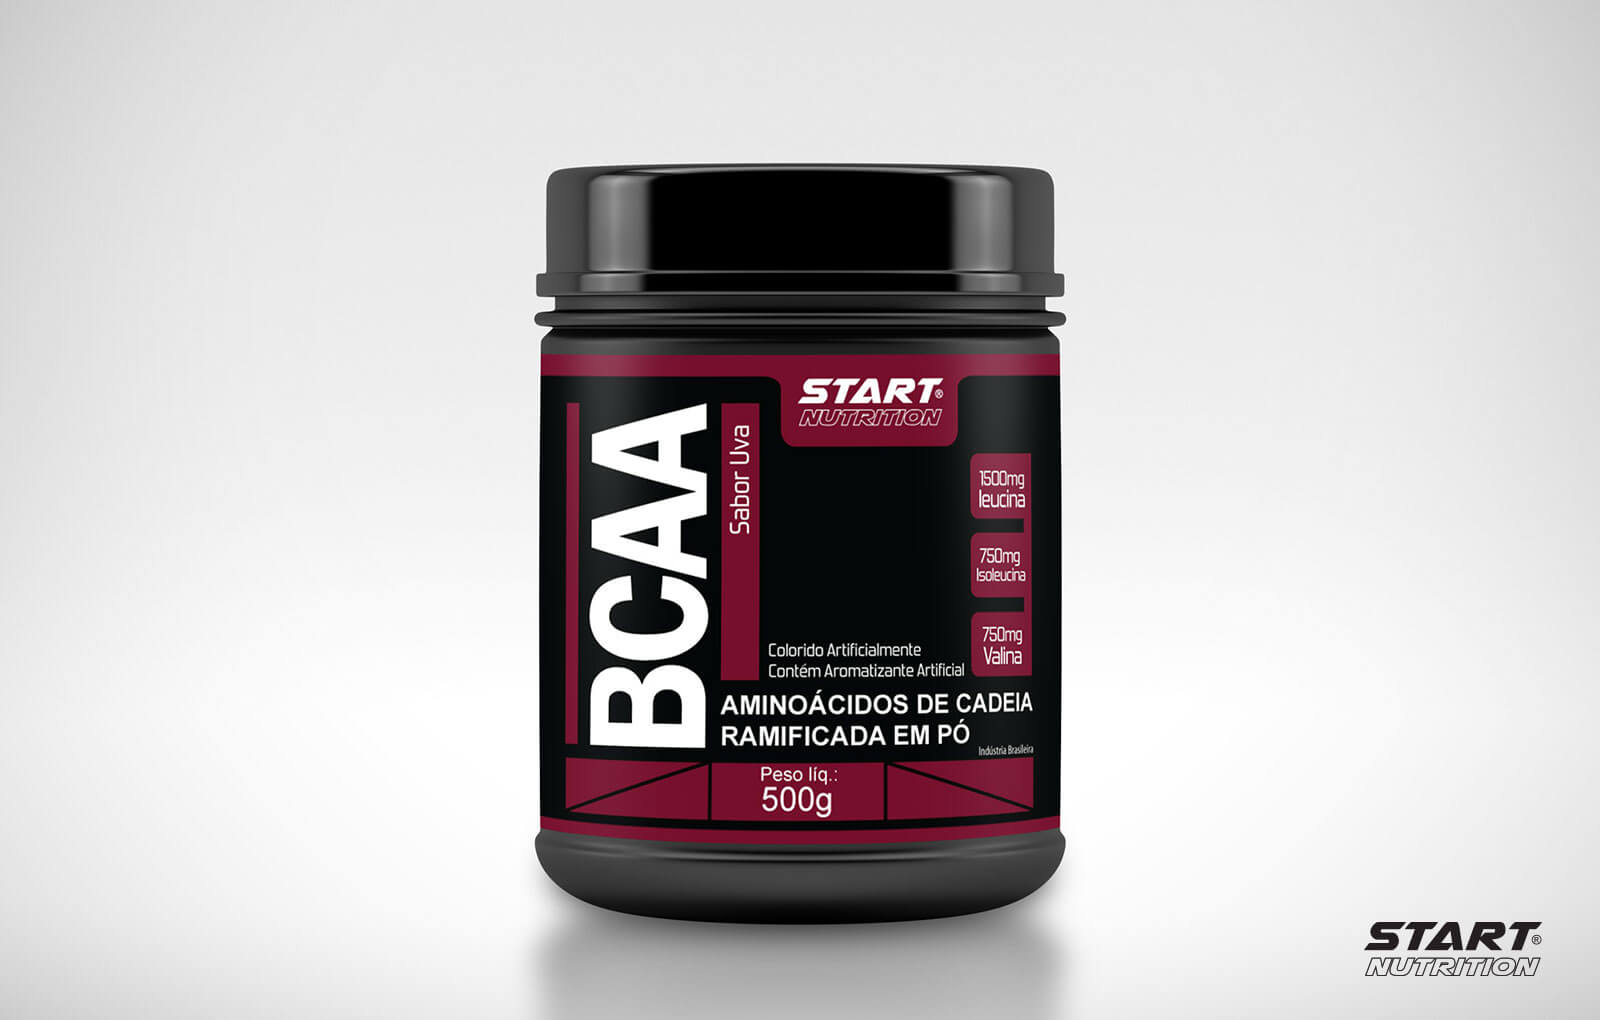 START®
NUTRITION
BCAA
Sabor Uva
1500mg
leucina
750mg
Isoleucina
750mg
Valina
Colorido Artificialmente
Contém Aromatizante Artificial
AMINOÁCIDOS DE CADEIA
RAMIFICADA EM PÓ
Indústria Brasileira
Peso líq.:
500g
START®
NUTRITION